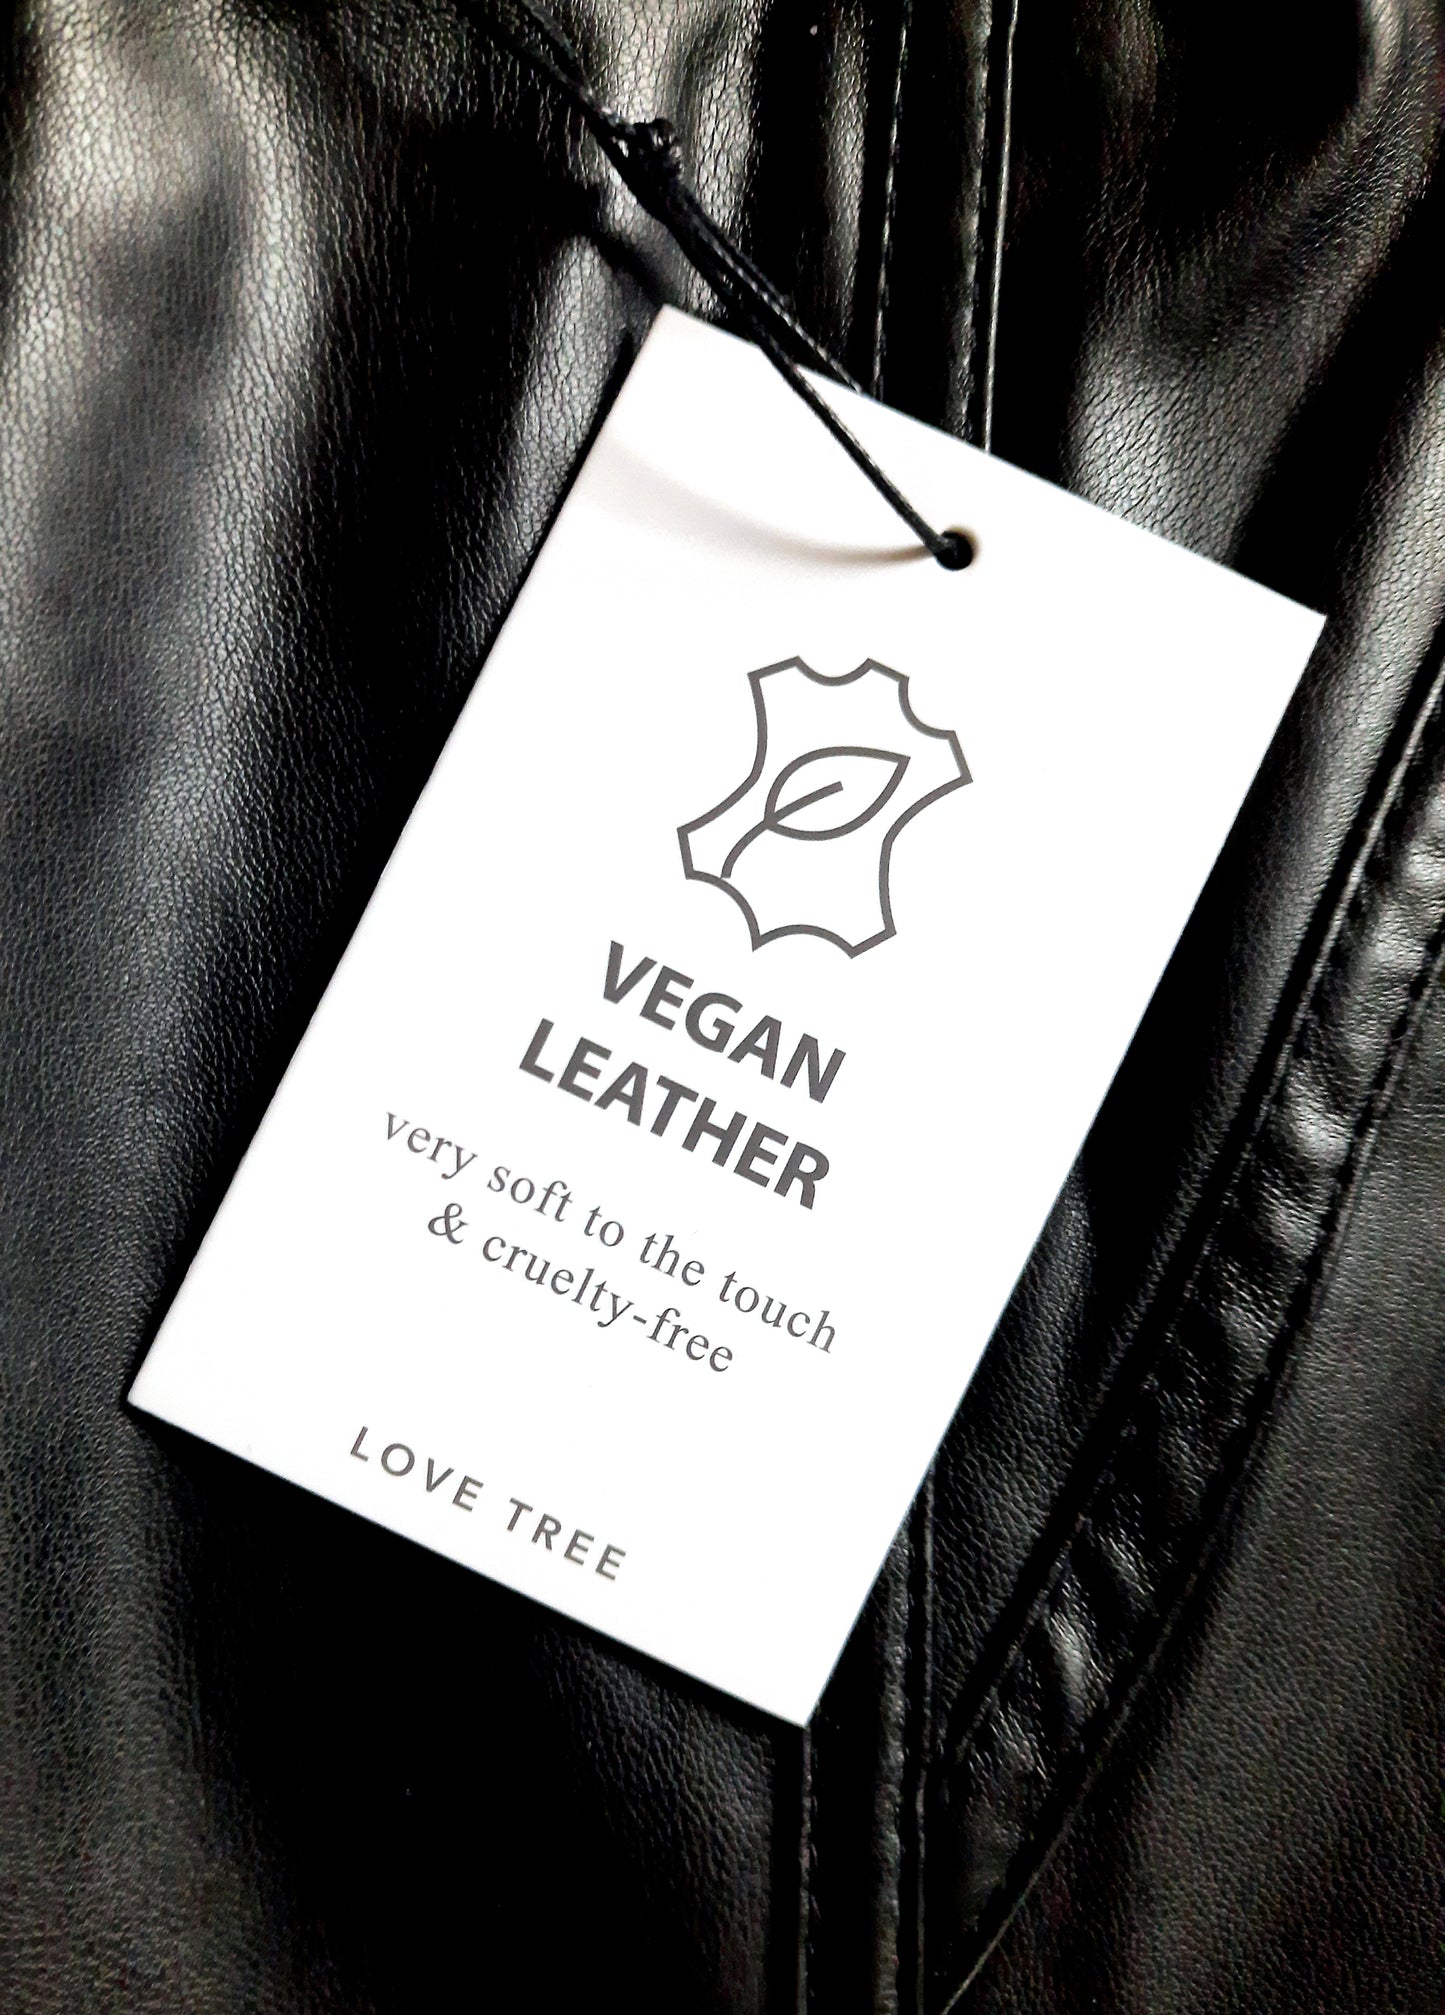 VEGAN
LEATHER
very soft to the touch
& cruelty-free
LOVE TREE